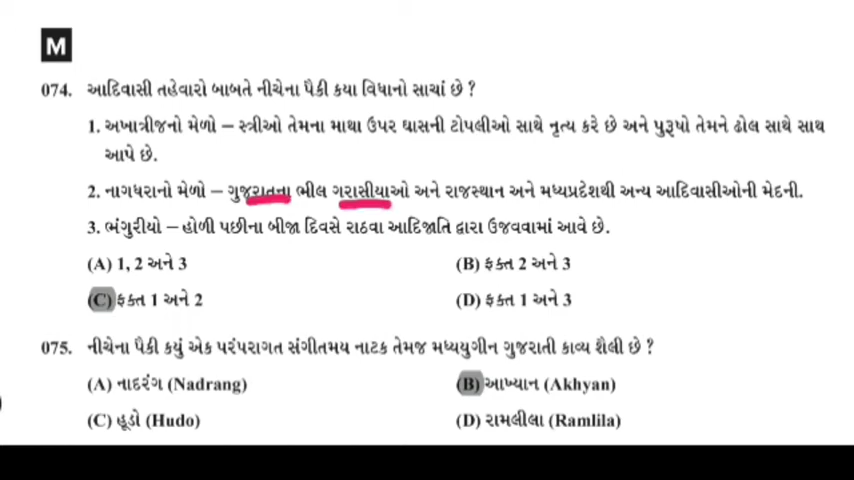 M
074. આદિવાસી તહેવારો બાબતે નીચેના પૈકી કયા વિધાનો સાચાં છે ?
1. અખાત્રીજનો મેળો – સ્ત્રીઓ તેમના માથા ઉપર ઘાસની ટોપલીઓ સાથે નૃત્ય કરે છે અને પુરૂષો તેમને ઢોલ સાથે સાથ
આપે છે.
2. નાગધરાનો મેળો – ગુજરાતના ભીલ ગરાસીયાઓ અને રાજસ્થાન અને મધ્યપ્રદેશથી અન્ય આદિવાસીઓની મેદની.
3. ભંગુરીયો – હોળી પછીના બીજા દિવસે રાઠવા આદિજાતિ દ્વારા ઉજવવામાં આવે છે.
(A) 1, 2 અને 3 (B) ફક્ત 2 અને 3
(C) ફક્ત 1 અને 2 (D) ફક્ત 1 અને 3
075. નીચેના પૈકી કયું એક પરંપરાગત સંગીતમય નાટક તેમજ મધ્યયુગીન ગુજરાતી કાવ્ય શૈલી છે ?
(A) નાદરંગ (Nadrang) (B) આખ્યાન (Akhyan)
(C) હૂડો (Hudo) (D) રામલીલા (Ramlila)